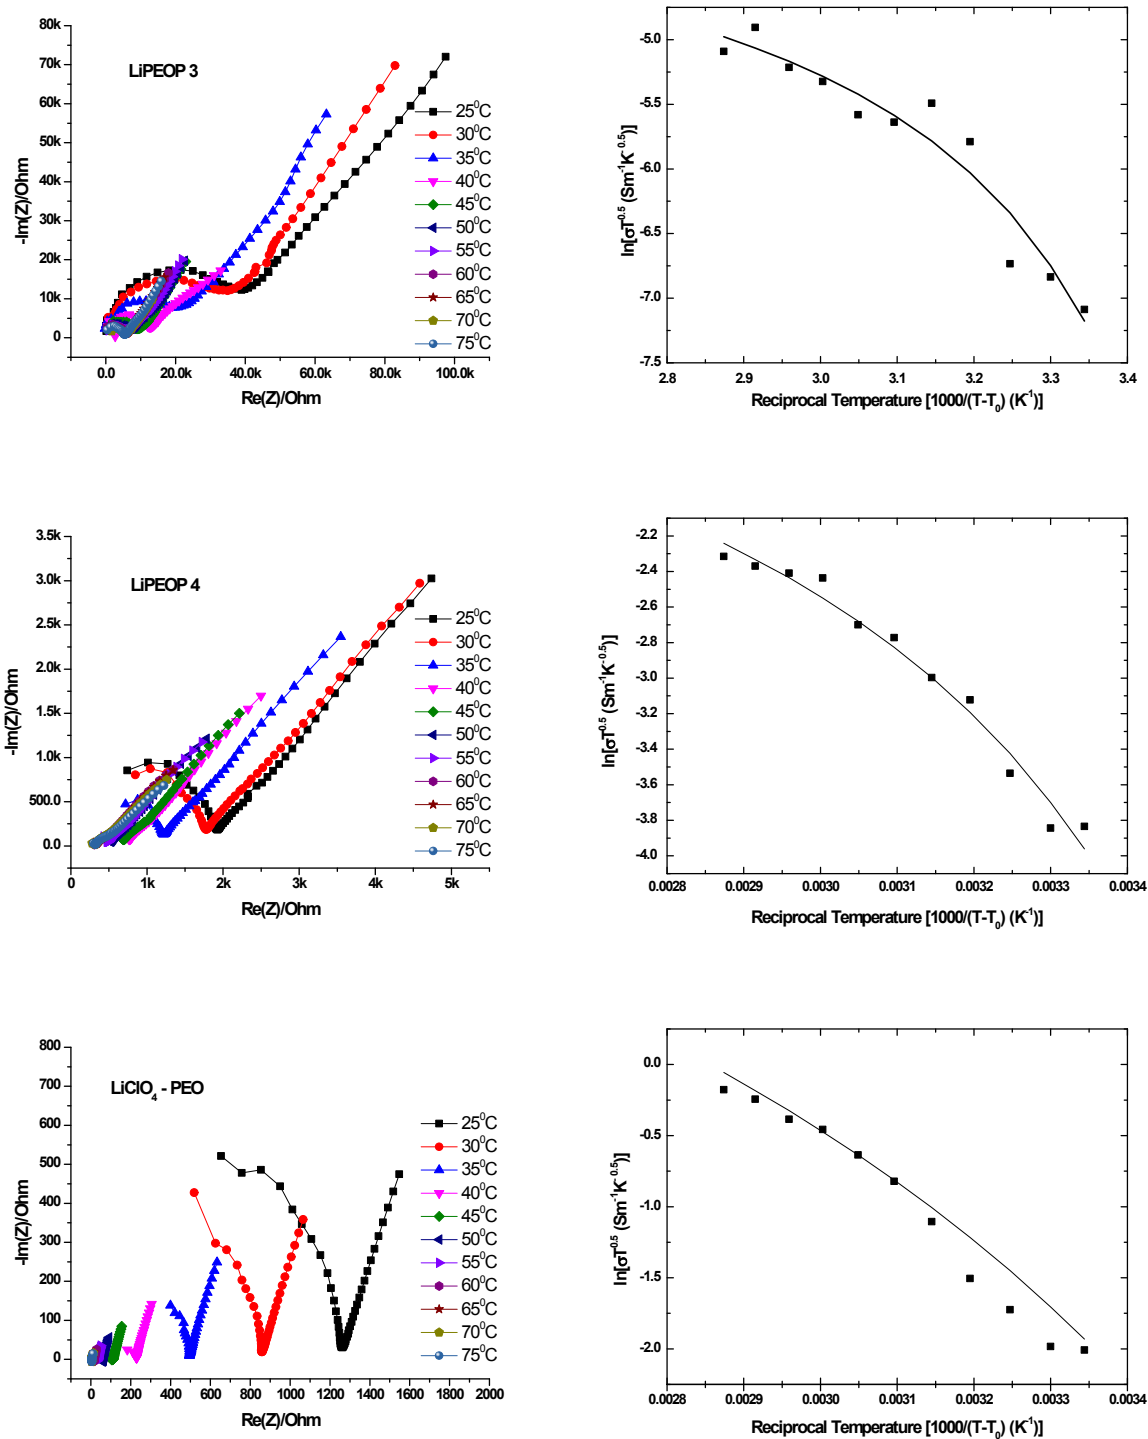 LiPEOP 3
80k
70k
60k
50k
40k
30k
20k
10k
0
-Im(Z)/Ohm
0.0 20.0k 40.0k 60.0k 80.0k 100.0k
Re(Z)/Ohm
25⁰C
30⁰C
35⁰C
40⁰C
45⁰C
50⁰C
55⁰C
60⁰C
65⁰C
70⁰C
75⁰C
-5.0
-5.5
-6.0
-6.5
-7.0
-7.5
ln[σT^0.5 (Sm^-1K^-0.5)]
2.8 2.9 3.0 3.1 3.2 3.3 3.4
Reciprocal Temperature [1000/(T-T₀) (K^-1)]
LiPEOP 4
3.5k
3.0k
2.5k
2.0k
1.5k
1.0k
500.0
0.0
-Im(Z)/Ohm
0 1k 2k 3k 4k 5k
Re(Z)/Ohm
25⁰C
30⁰C
35⁰C
40⁰C
45⁰C
50⁰C
55⁰C
60⁰C
65⁰C
70⁰C
75⁰C
-2.2
-2.4
-2.6
-2.8
-3.0
-3.2
-3.4
-3.6
-3.8
-4.0
ln[σT^0.5 (Sm^-1K^-0.5)]
0.0028 0.0029 0.0030 0.0031 0.0032 0.0033 0.0034
Reciprocal Temperature [1000/(T-T₀) (K^-1)]
LiClO₄ - PEO
800
700
600
500
400
300
200
100
0
-Im(Z)/Ohm
0 200 400 600 800 1000 1200 1400 1600 1800 2000
Re(Z)/Ohm
25⁰C
30⁰C
35⁰C
40⁰C
45⁰C
50⁰C
55⁰C
60⁰C
65⁰C
70⁰C
75⁰C
0.0
-0.5
-1.0
-1.5
-2.0
ln[σT^0.5 (Sm^-1K^-0.5)]
0.0028 0.0029 0.0030 0.0031 0.0032 0.0033 0.0034
Reciprocal Temperature [1000/(T-T₀) (K^-1)]